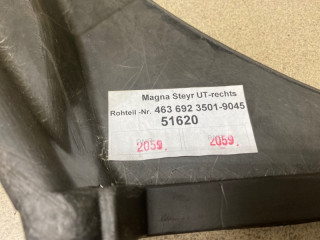 Magna Steyr UT-rechts
Rohteil -Nr. 463 692 3501-9045
51620
2059. 2059.